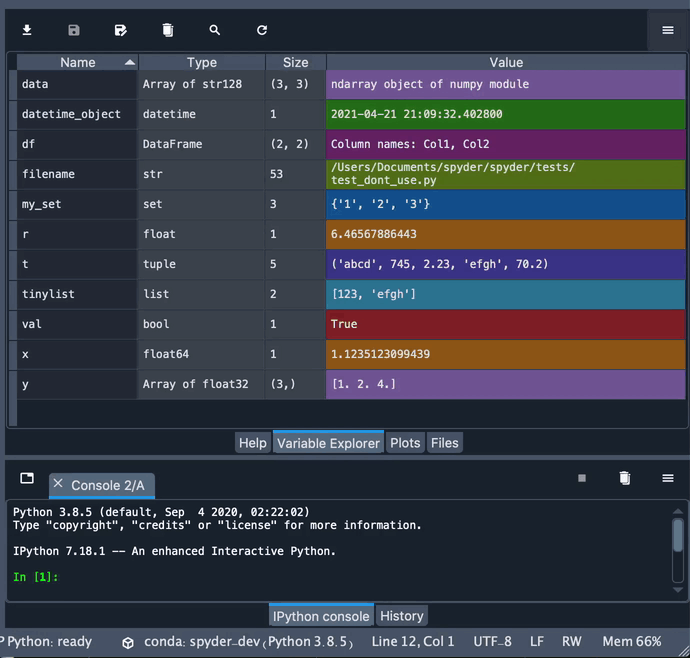 Name Type Size Value
data Array of str128 (3, 3) ndarray object of numpy module
datetime_object datetime 1 2021-04-21 21:09:32.402800
df DataFrame (2, 2) Column names: Col1, Col2
filename str 53 /Users/Documents/spyder/spyder/tests/
test_dont_use.py
my_set set 3 {'1', '2', '3'}
r float 1 6.46567886443
t tuple 5 ('abcd', 745, 2.23, 'efgh', 70.2)
tinylist list 2 [123, 'efgh']
val bool 1 True
x float64 1 1.1235123099439
y Array of float32 (3,) [1. 2. 4.]
Help Variable Explorer Plots Files
Console 2/A
Python 3.8.5 (default, Sep  4 2020, 02:22:02)
Type "copyright", "credits" or "license" for more information.
IPython 7.18.1 -- An enhanced Interactive Python.
In [1]:
IPython console History
P Python: ready conda: spyder-dev (Python 3.8.5) Line 12, Col 1 UTF-8 LF RW Mem 66%